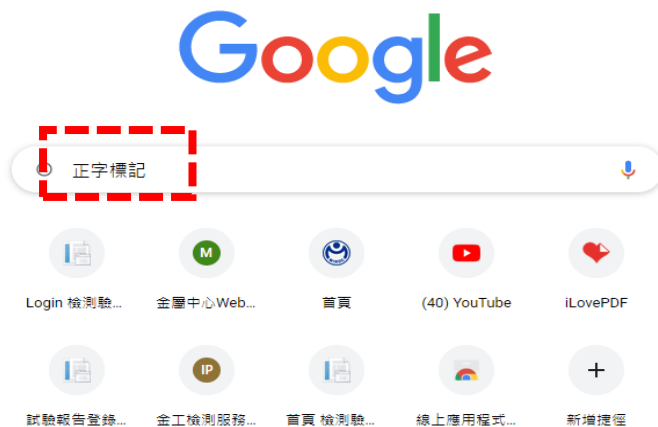 Google
正字標記
M
Login 檢測驗...
金屬中心Web...
首頁
(40) YouTube
iLovePDF
IP
試驗報告登錄...
金工檢測服務...
首頁 檢測驗...
線上應用程式...
新增捷徑